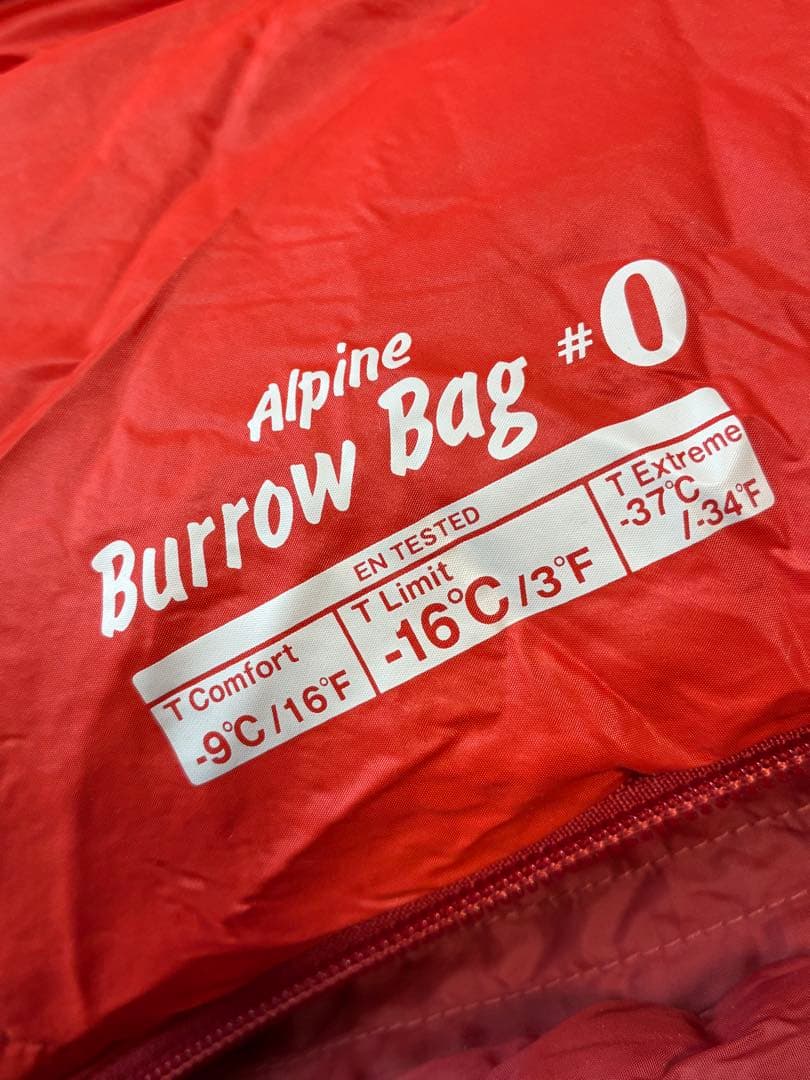 Alpine
Burrow Bag #0
EN TESTED
T Comfort
-9℃/16°F
T Limit
-16℃/3°F
T Extreme
-37℃
/-34°F